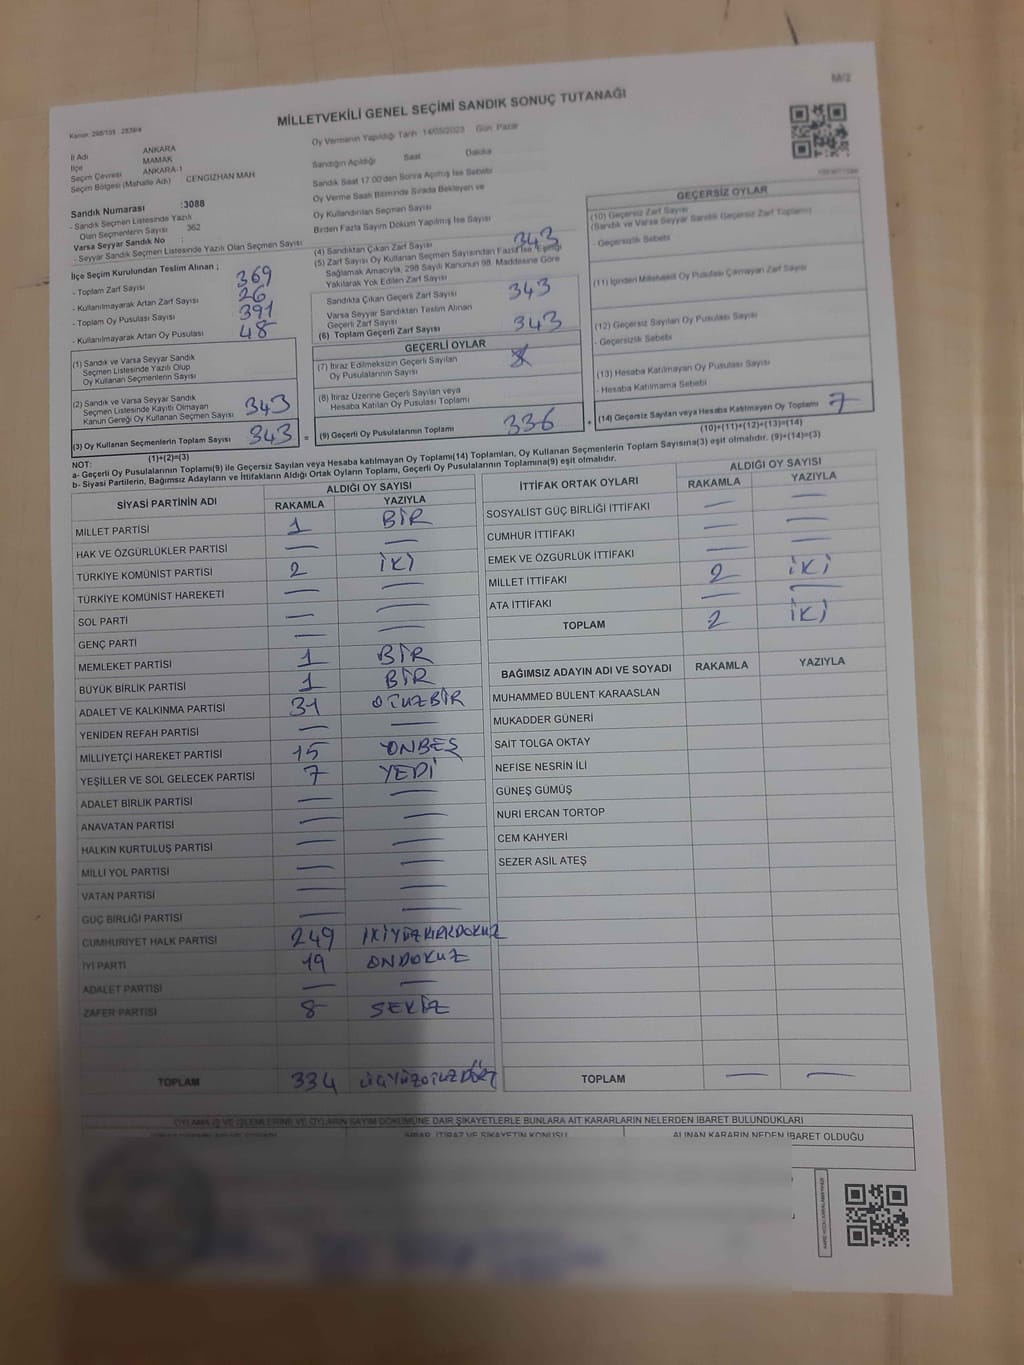 M/2
MİLLETVEKİLİ GENEL SEÇİMİ SANDIK SONUÇ TUTANAĞI
Kanun: 298/105
İl Adı ANKARA
İlçe MAMAK
Seçim Çevresi ANKARA-1
Seçim Bölgesi (Mahalle Adı) CENGİZHAN MAH
Sandık Numarası :3088
- Sandık Seçmen Listesinde Yazılı
Olan Seçmenlerin Sayısı 362
Varsa Seyyar Sandık No :
- Seyyar Sandık Seçmen Listesinde Yazılı Olan Seçmen Sayısı
İlçe Seçim Kurulundan Teslim Alınan ;
- Toplam Zarf Sayısı 369
- Kullanılmayarak Artan Zarf Sayısı 26
- Toplam Oy Pusulası Sayısı 391
- Kullanılmayarak Artan Oy Pusulası 48
(1) Sandık ve Varsa Seyyar Sandık
Seçmen Listesinde Yazılı Olup
Oy Kullanan Seçmenlerin Sayısı
(2) Sandık ve Varsa Seyyar Sandık
Seçmen Listesinde Kayıtlı Olmayan
Kanun Gereği Oy Kullanan Seçmen Sayısı 343
(3) Oy Kullanan Seçmenlerin Toplam Sayısı 343 =
(1)+(2)=(3)
Oy Vermenin Yapıldığı Tarih 14/05/2023 Gün Pazar
Sandığın Açıldığı Saat Dakika
Sandık Saat 17.00'den Sonra Açılmış İse Sebebi
Oy Verme Saati Bitiminde Sırada Bekleyen ve
Oy Kullandırılan Seçmen Sayısı
Birden Fazla Sayım Döküm Yapılmış İse Sayısı
(4) Sandıktan Çıkan Zarf Sayısı 343
(5) Zarf Sayısı Oy Kullanan Seçmen Sayısından Fazla İse, Eşitliği
Sağlamak Amacıyla, 298 Sayılı Kanunun 98. Maddesine Göre
Yakılarak Yok Edilen Zarf Sayısı
Sandıkta Çıkan Geçerli Zarf Sayısı 343
Varsa Seyyar Sandıktan Teslim Alınan
Geçerli Zarf Sayısı
(6) Toplam Geçerli Zarf Sayısı 343
GEÇERLİ OYLAR
(7) İtiraz Edilmeksizin Geçerli Sayılan
Oy Pusulalarının Sayısı
(8) İtiraz Üzerine Geçerli Sayılan veya
Hesaba Katılan Oy Pusulası Toplamı
(9) Geçerli Oy Pusulalarının Toplamı 336 +
GEÇERSİZ OYLAR
(10) Geçersiz Zarf Sayısı
(Sandık ve Varsa Seyyar Sandık Geçersiz Zarf Toplamı)
- Geçersizlik Sebebi
(11) İçinden Milletvekili Oy Pusulası Çıkmayan Zarf Sayısı
(12) Geçersiz Sayılan Oy Pusulası Sayısı
- Geçersizlik Sebebi
(13) Hesaba Katılmayan Oy Pusulası Sayısı
- Hesaba Katılmama Sebebi
(14) Geçersiz Sayılan veya Hesaba Katılmayan Oy Toplamı 7
(10)+(11)+(12)+(13)=(14)
NOT:
a- Geçerli Oy Pusulalarının Toplamı(9) ile Geçersiz Sayılan veya Hesaba katılmayan Oy Toplamı(14) Toplamları, Oy Kullanan Seçmenlerin Toplam Sayısına(3) eşit olmalıdır. (9)+(14)=(3)
b- Siyasi Partilerin, Bağımsız Adayların ve İttifakların Aldığı Ortak Oyların Toplamı, Geçerli Oy Pusulalarının Toplamına(9) eşit olmalıdır.
SİYASİ PARTİNİN ADI ALDIĞI OY SAYISI
RAKAMLA YAZIYLA
MİLLET PARTİSİ 1 BİR
HAK VE ÖZGÜRLÜKLER PARTİSİ — —
TÜRKİYE KOMÜNİST PARTİSİ 2 İKİ
TÜRKİYE KOMÜNİST HAREKETİ — —
SOL PARTİ — —
GENÇ PARTİ — —
MEMLEKET PARTİSİ 1 BİR
BÜYÜK BİRLİK PARTİSİ 1 BİR
ADALET VE KALKINMA PARTİSİ 31 OTUZBİR
YENİDEN REFAH PARTİSİ — —
MİLLİYETÇİ HAREKET PARTİSİ 15 ONBEŞ
YEŞİLLER VE SOL GELECEK PARTİSİ 7 YEDİ
ADALET BİRLİK PARTİSİ — —
ANAVATAN PARTİSİ — —
HALKIN KURTULUŞ PARTİSİ — —
MİLLİ YOL PARTİSİ — —
VATAN PARTİSİ — —
GÜÇ BİRLİĞİ PARTİSİ — —
CUMHURİYET HALK PARTİSİ 249 İKİYÜZKIRKDOKUZ
İYİ PARTİ 19 ONDOKUZ
ADALET PARTİSİ — —
ZAFER PARTİSİ 8 SEKİZ
TOPLAM 334 ÜÇYÜZOTUZDÖRT
İTTİFAK ORTAK OYLARI ALDIĞI OY SAYISI
RAKAMLA YAZIYLA
SOSYALİST GÜÇ BİRLİĞİ İTTİFAKI — —
CUMHUR İTTİFAKI — —
EMEK VE ÖZGÜRLÜK İTTİFAKI — —
MİLLET İTTİFAKI 2 İKİ
ATA İTTİFAKI — —
TOPLAM 2 İKİ
BAĞIMSIZ ADAYIN ADI VE SOYADI RAKAMLA YAZIYLA
MUHAMMED BÜLENT KARAASLAN
MUKADDER GÜNERİ
SAİT TOLGA OKTAY
NEFİSE NESRİN İLİ
GÜNEŞ GÜMÜŞ
NURİ ERCAN TORTOP
CEM KAHYERİ
SEZER ASİL ATEŞ
TOPLAM — —
OYLAMA İŞ VE İŞLEMLERİNE VE OYLARIN SAYIM DÖKÜMÜNE DAİR ŞİKAYETLERLE BUNLARA AİT KARARLARIN NELERDEN İBARET BULUNDUKLARI
İHBAR, İTİRAZ VE ŞİKAYETİN KONUSU ALINAN KARARIN NEDEN İBARET OLDUĞU